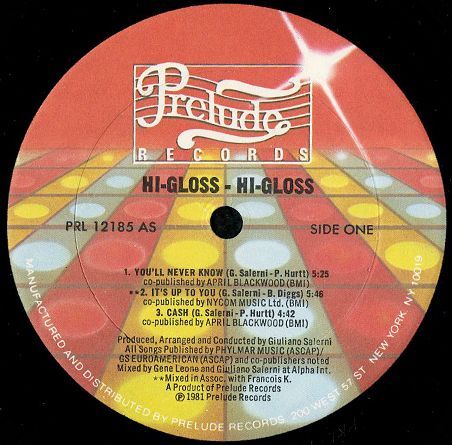 Prelude
RECORDS
HI-GLOSS - HI-GLOSS
PRL 12185 AS
SIDE ONE
1. YOU'LL NEVER KNOW (G. Salerni-P. Hurtt) 5:25
co-published by APRIL BLACKWOOD (BMI)
**2. IT'S UP TO YOU (G. Salerni-B. Diggs) 5:46
co-published by NYCOM MUSIC Ltd. (BMI)
3. CASH (G. Salerni-P. Hurtt) 4:42
co-published by APRIL BLACKWOOD (BMI)
Produced, Arranged and Conducted by Giuliano Salerni
All Songs Published by PHYLMAR MUSIC (ASCAP)/
GS EUROAMERICAN (ASCAP) and co-publishers noted
Mixed by Gene Leone and Giuliano Salerni at Alpha Int.
**Mixed in Assoc. with Francois K.
A Product of Prelude Records
Ⓟ 1981 Prelude Records
MANUFACTURED AND DISTRIBUTED BY PRELUDE RECORDS, 200 WEST 57 ST. NEW YORK, NY 10019